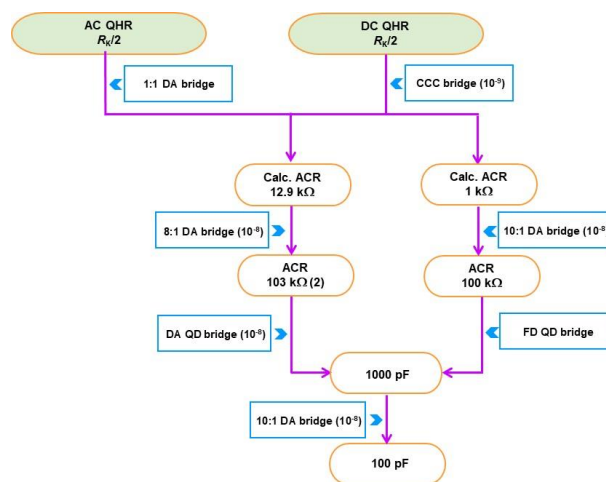 AC QHR
R_K/2
DC QHR
R_K/2
1:1 DA bridge
CCC bridge (10⁻⁹)
Calc. ACR
12.9 kΩ
Calc. ACR
1 kΩ
8:1 DA bridge (10⁻⁸)
10:1 DA bridge (10⁻⁸
ACR
103 kΩ (2)
ACR
100 kΩ
DA QD bridge (10⁻⁸)
FD QD bridge
1000 pF
10:1 DA bridge (10⁻⁸)
100 pF